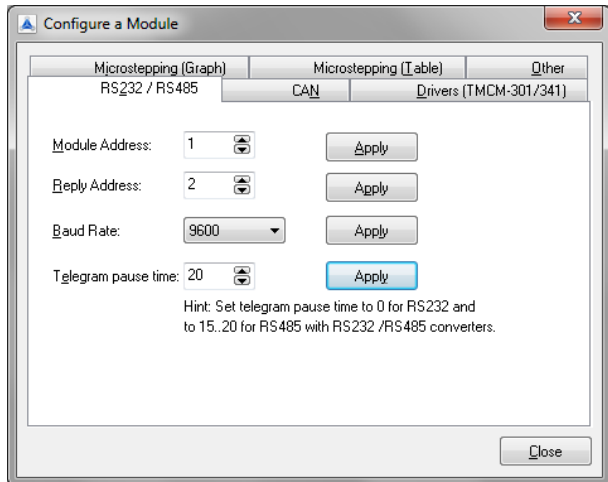 Configure a Module
Microstepping (Graph)
Microstepping (Table)
Other
RS232 / RS485
CAN
Drivers (TMCM-301/341)
Module Address:
1
Apply
Reply Address:
2
Apply
Baud Rate:
9600
Apply
Telegram pause time:
20
Apply
Hint: Set telegram pause time to 0 for RS232 and
to 15..20 for RS485 with RS232 /RS485 converters.
Close